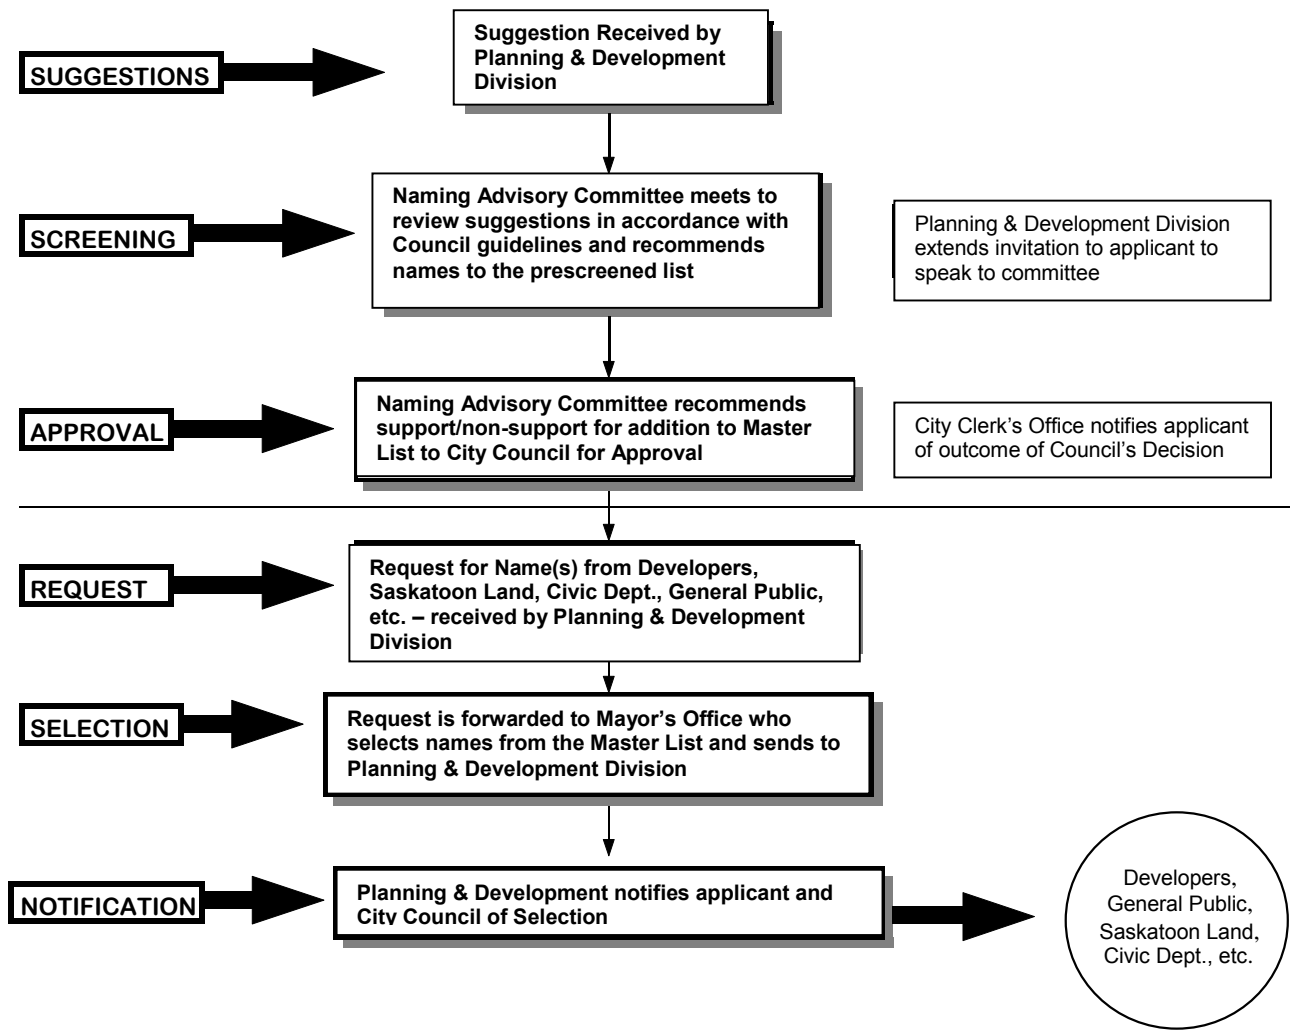 SUGGESTIONS
Suggestion Received by
Planning & Development
Division
SCREENING
Naming Advisory Committee meets to
review suggestions in accordance with
Council guidelines and recommends
names to the prescreened list
Planning & Development Division
extends invitation to applicant to
speak to committee
APPROVAL
Naming Advisory Committee recommends
support/non-support for addition to Master
List to City Council for Approval
City Clerk’s Office notifies applicant
of outcome of Council’s Decision
REQUEST
Request for Name(s) from Developers,
Saskatoon Land, Civic Dept., General Public,
etc. – received by Planning & Development
Division
SELECTION
Request is forwarded to Mayor’s Office who
selects names from the Master List and sends to
Planning & Development Division
NOTIFICATION
Planning & Development notifies applicant and
City Council of Selection
Developers,
General Public,
Saskatoon Land,
Civic Dept., etc.